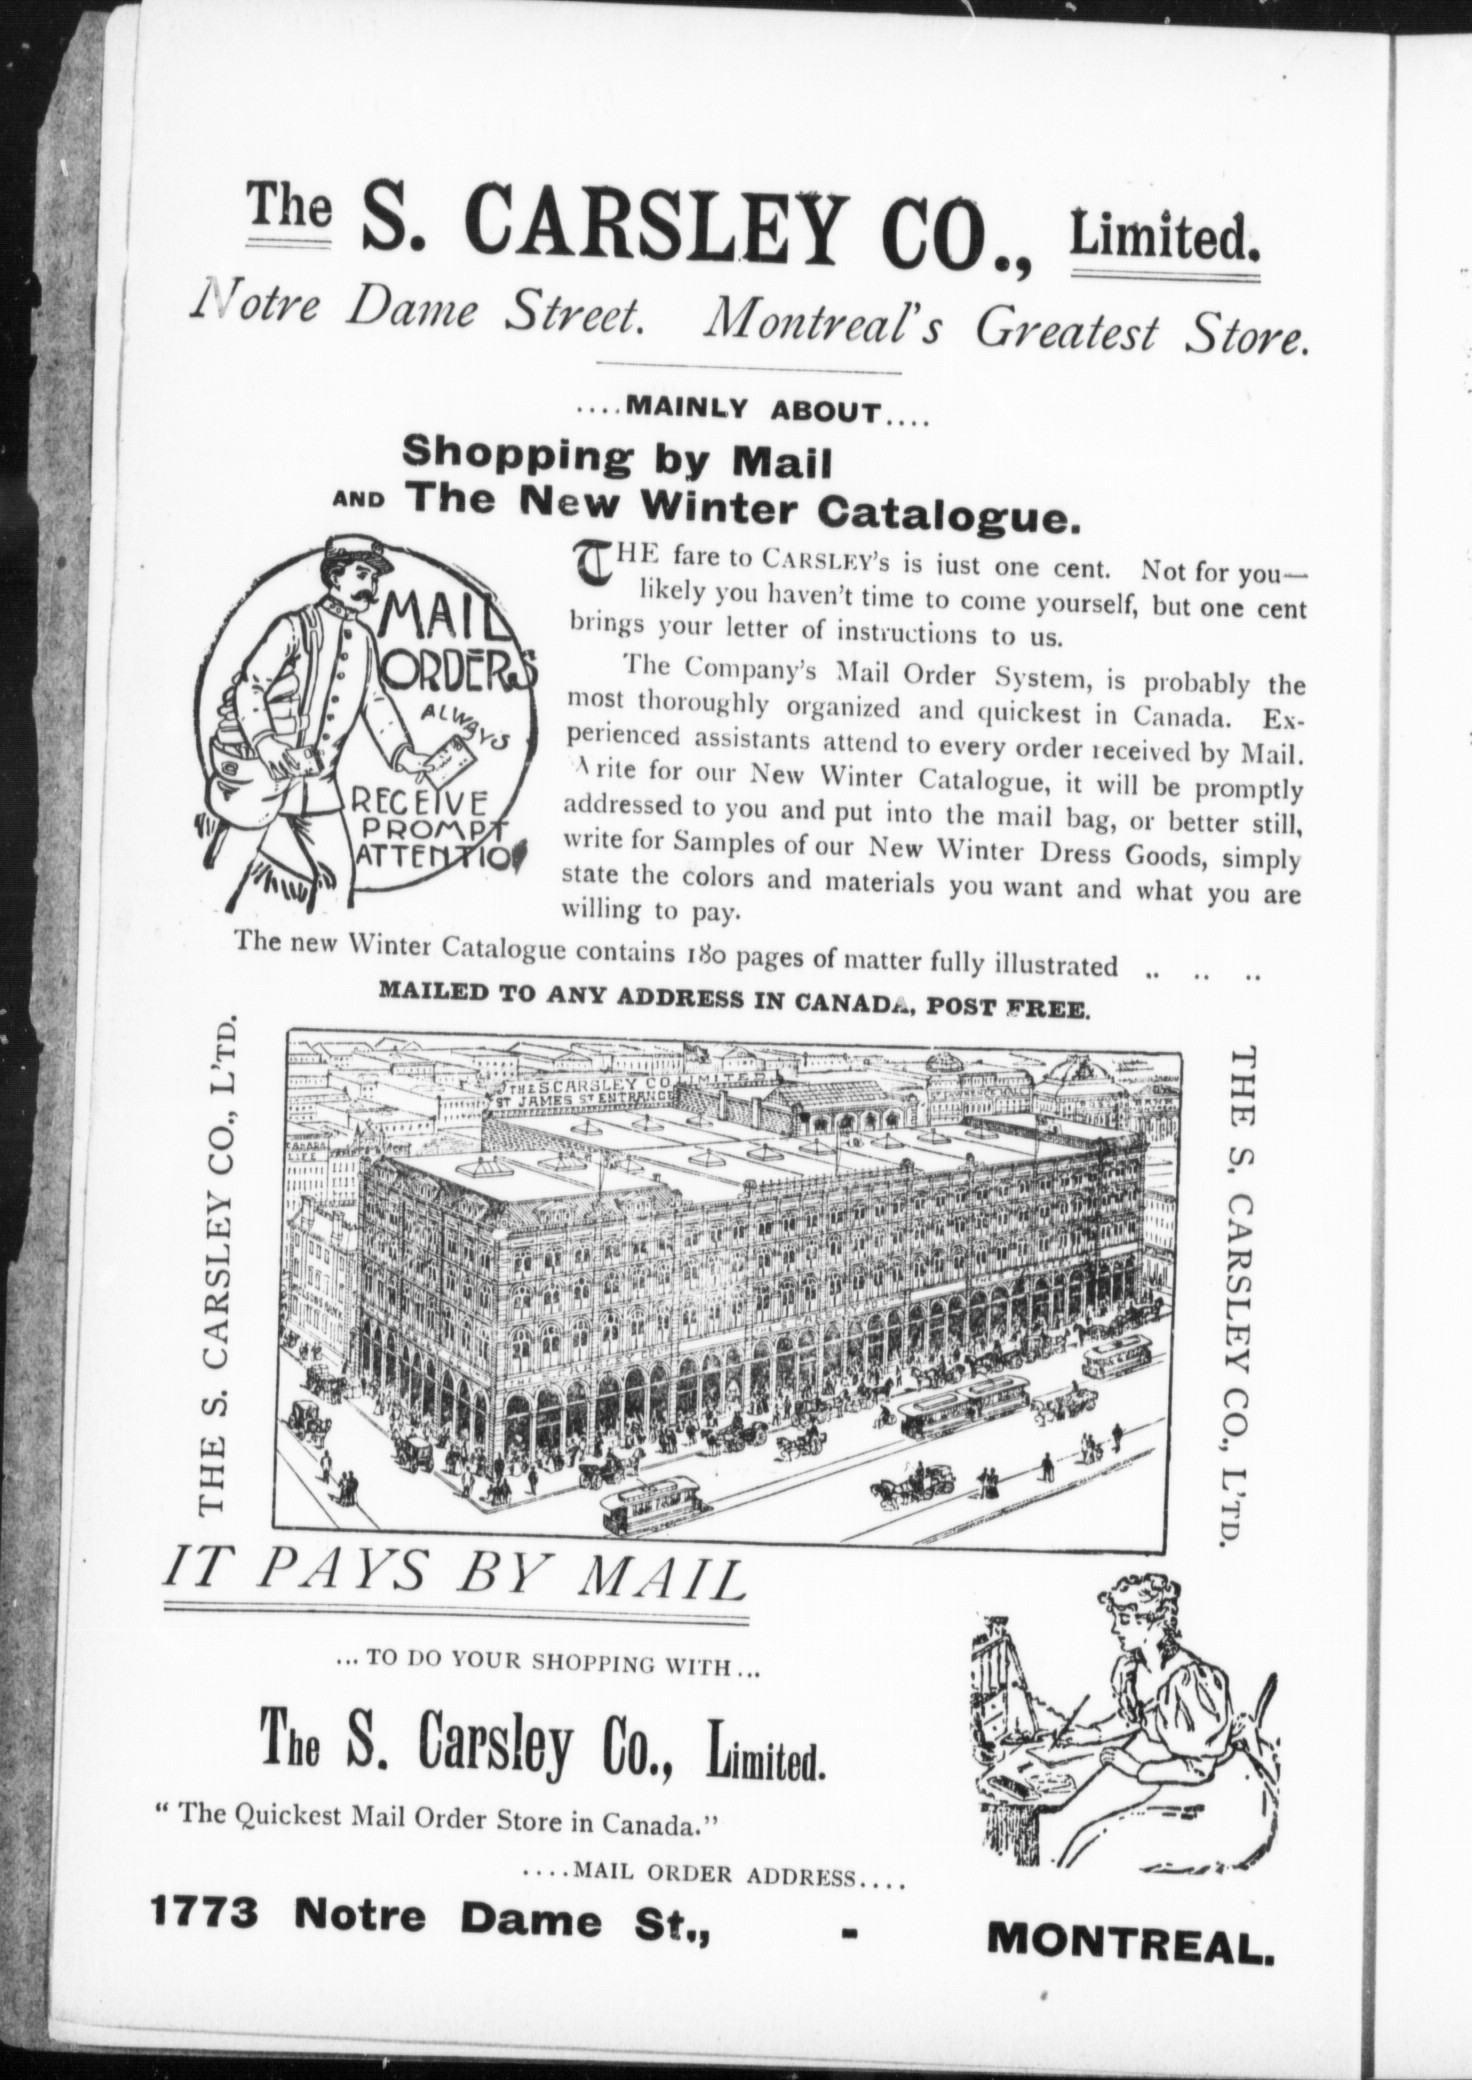 The S. CARSLEY CO., Limited.
Notre Dame Street. Montreal's Greatest Store.
....MAINLY ABOUT....
Shopping by Mail
AND The New Winter Catalogue.
MAIL
ORDERS
ALWAYS
RECEIVE
PROMPT
ATTENTION
THE fare to CARSLEY's is just one cent. Not for you—
likely you haven't time to come yourself, but one cent
brings your letter of instructions to us.
The Company's Mail Order System, is probably the
most thoroughly organized and quickest in Canada. Ex-
perienced assistants attend to every order received by Mail.
rite for our New Winter Catalogue, it will be promptly
addressed to you and put into the mail bag, or better still,
write for Samples of our New Winter Dress Goods, simply
state the colors and materials you want and what you are
willing to pay.
The new Winter Catalogue contains 180 pages of matter fully illustrated .. .. ..
MAILED TO ANY ADDRESS IN CANADA, POST FREE.
THE S. CARSLEY CO., L'TD.
THE S. CARSLEY CO. LIMITED
ST JAMES ST ENTRANCE
CANADA
LIFE
THE S. CARSLEY CO., L'TD.
IT PAYS BY MAIL
...TO DO YOUR SHOPPING WITH...
The S. Carsley Co., Limited.
“ The Quickest Mail Order Store in Canada.”
....MAIL ORDER ADDRESS....
1773 Notre Dame St., - MONTREAL.